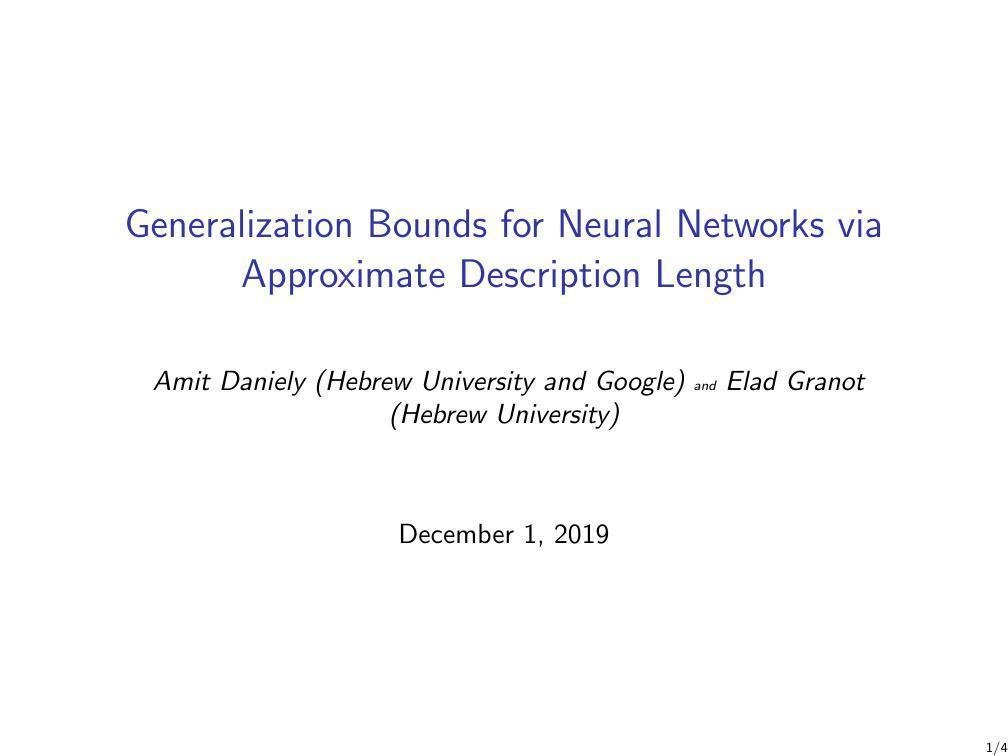 Generalization Bounds for Neural Networks via
Approximate Description Length
Amit Daniely (Hebrew University and Google) and Elad Granot
(Hebrew University)
December 1, 2019
1/4